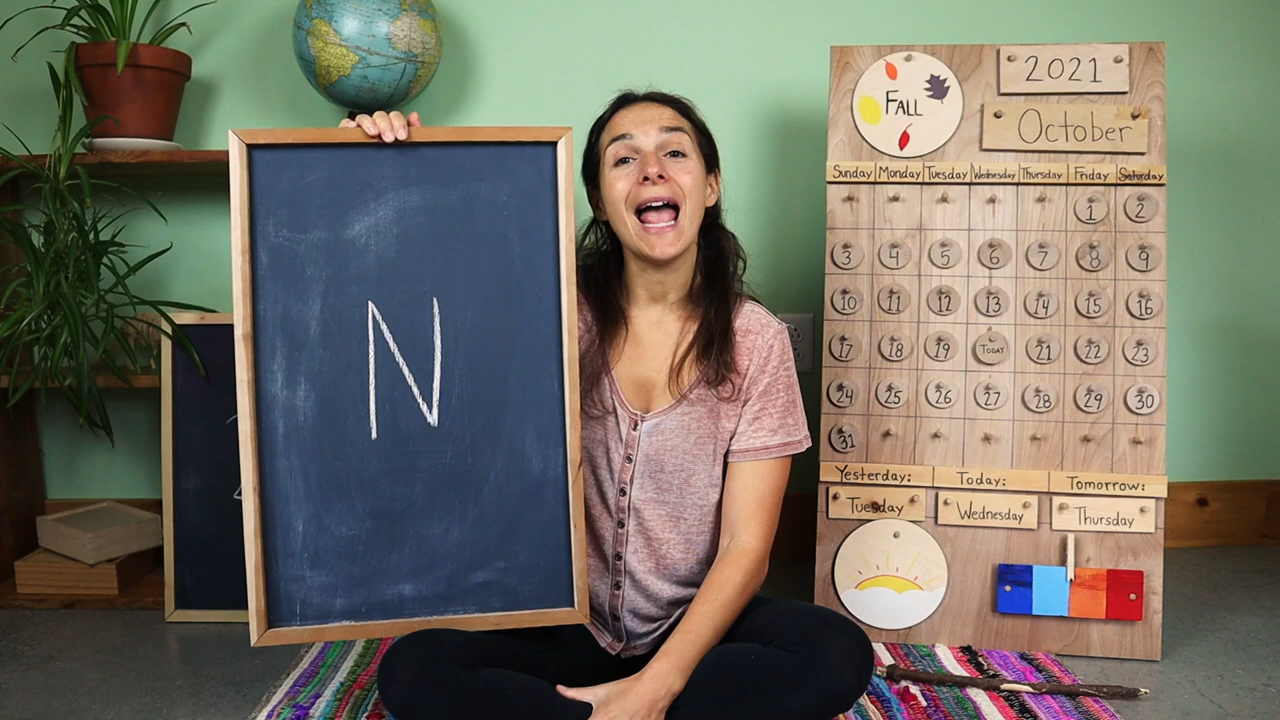 N
FALL
2021
October
Sunday Monday Tuesday Wednesday Thursday Friday Saturday
1 2
3 4 5 6 7 8 9
10 11 12 13 14 15 16
17 18 19 TODAY 21 22 23
24 25 26 27 28 29 30
31
Yesterday: Today: Tomorrow:
Tuesday Wednesday Thursday